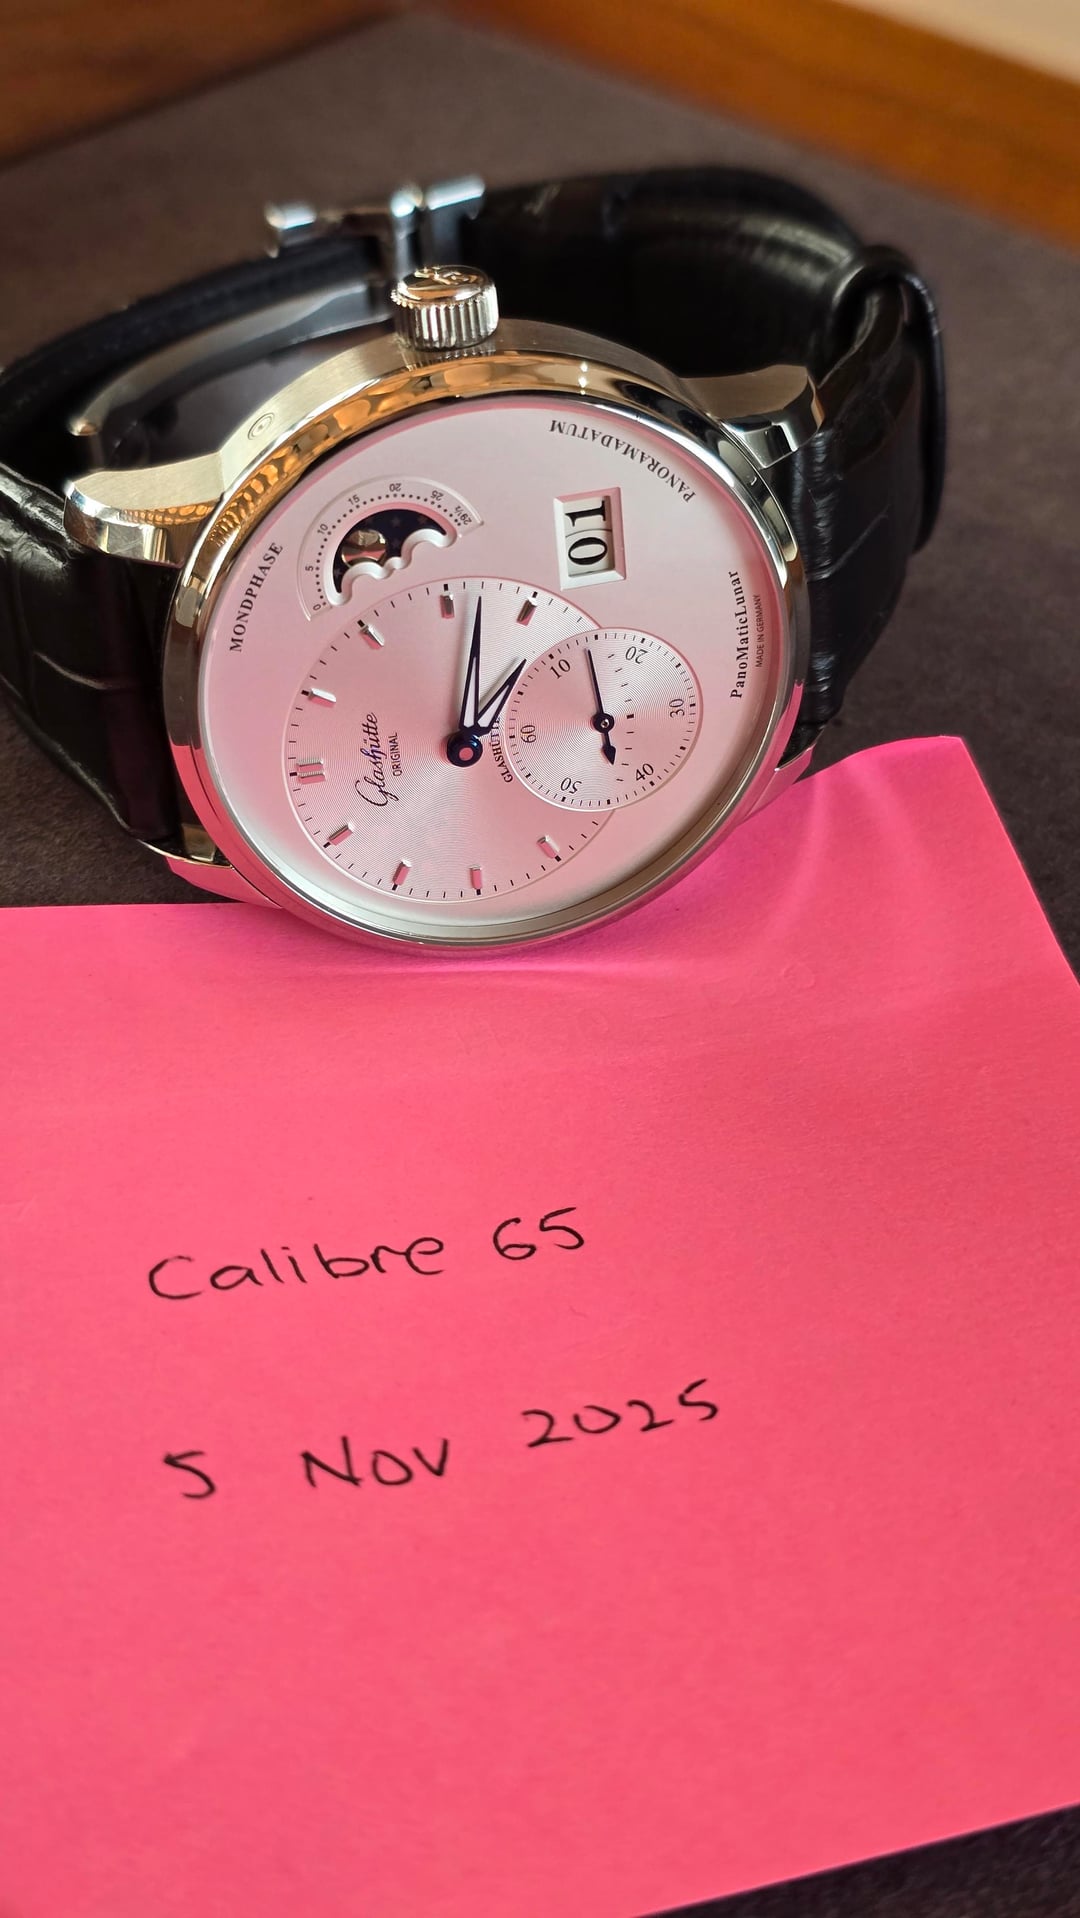 MONDPHASE
0 5 10 15 20 25 29½
PANORAMADATUM
01
PanoMaticLunar
MADE IN GERMANY
Glashütte
ORIGINAL
GLASHÜTTE
10
20
30
40
50
60
Calibre 65
5 Nov 2025